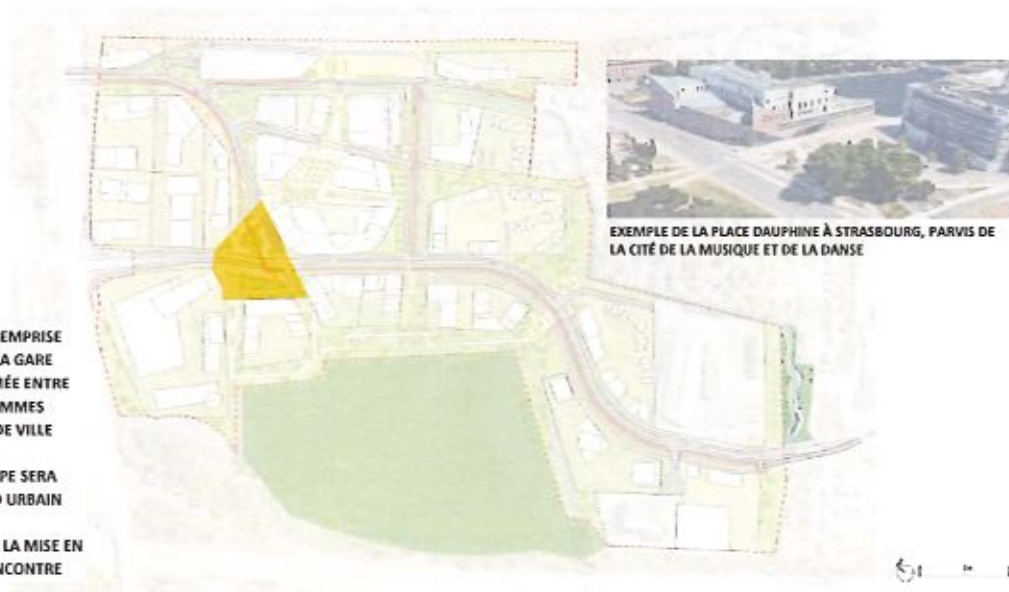 EXEMPLE DE LA PLACE DAUPHINE À STRASBOURG, PARVIS DE
LA CITÉ DE LA MUSIQUE ET DE LA DANSE
EMPRISE
A GARE
ÉE ENTRE
MMES
DE VILLE
PE SERA
URBAIN
LA MISE EN
NCONTRE